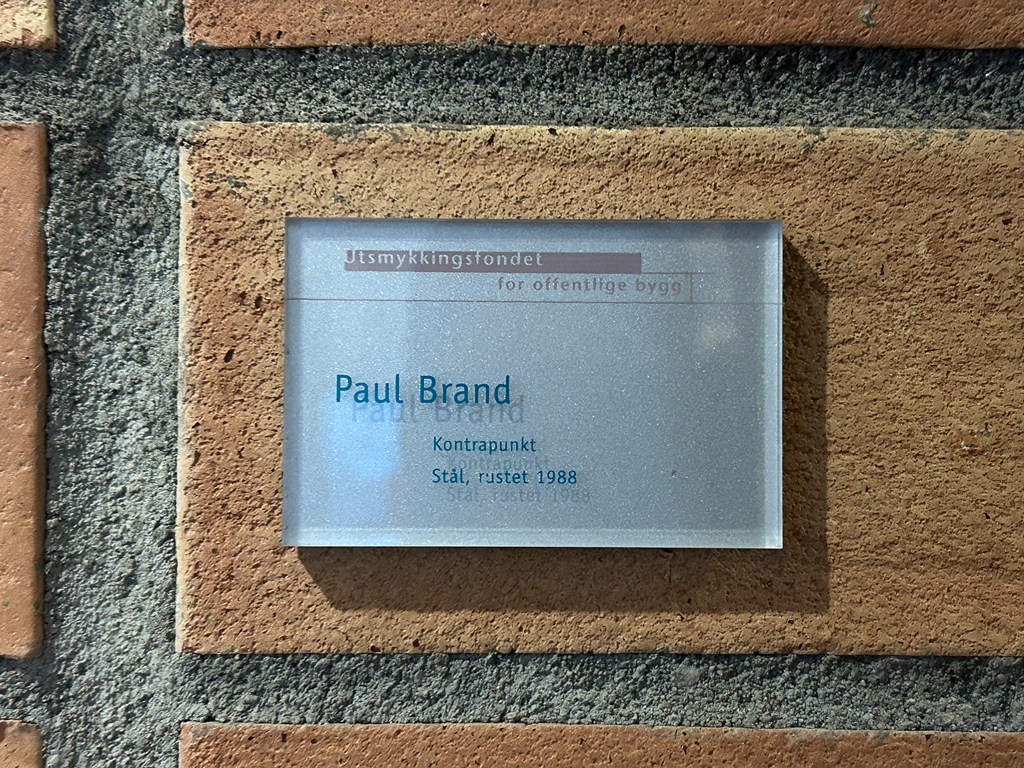 Utsmykkingsfondet
for offentlige bygg
Paul Brand
Kontrapunkt
Stål, rustet 1988